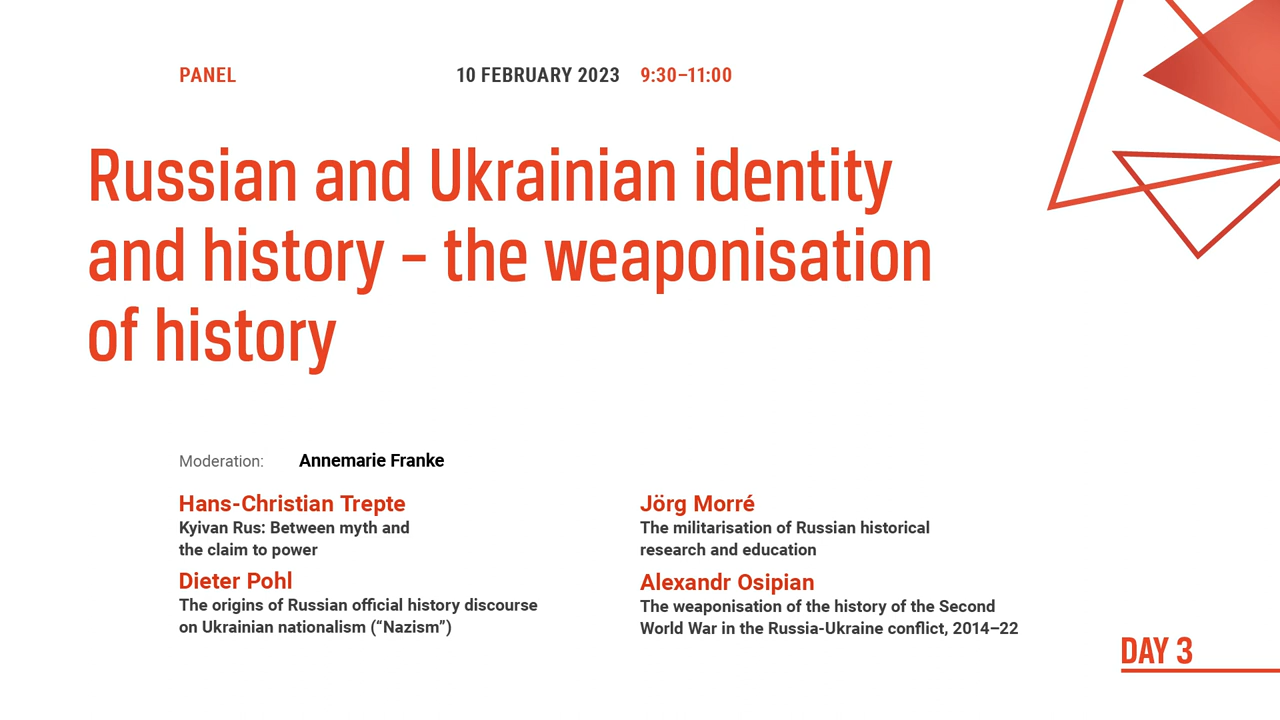 PANEL
10 FEBRUARY 2023 9:30–11:00
Russian and Ukrainian identity
and history – the weaponisation
of history
Moderation: Annemarie Franke
Hans-Christian Trepte
Kyivan Rus: Between myth and
the claim to power
Dieter Pohl
The origins of Russian official history discourse
on Ukrainian nationalism (“Nazism”)
Jörg Morré
The militarisation of Russian historical
research and education
Alexandr Osipian
The weaponisation of the history of the Second
World War in the Russia-Ukraine conflict, 2014–22
DAY 3